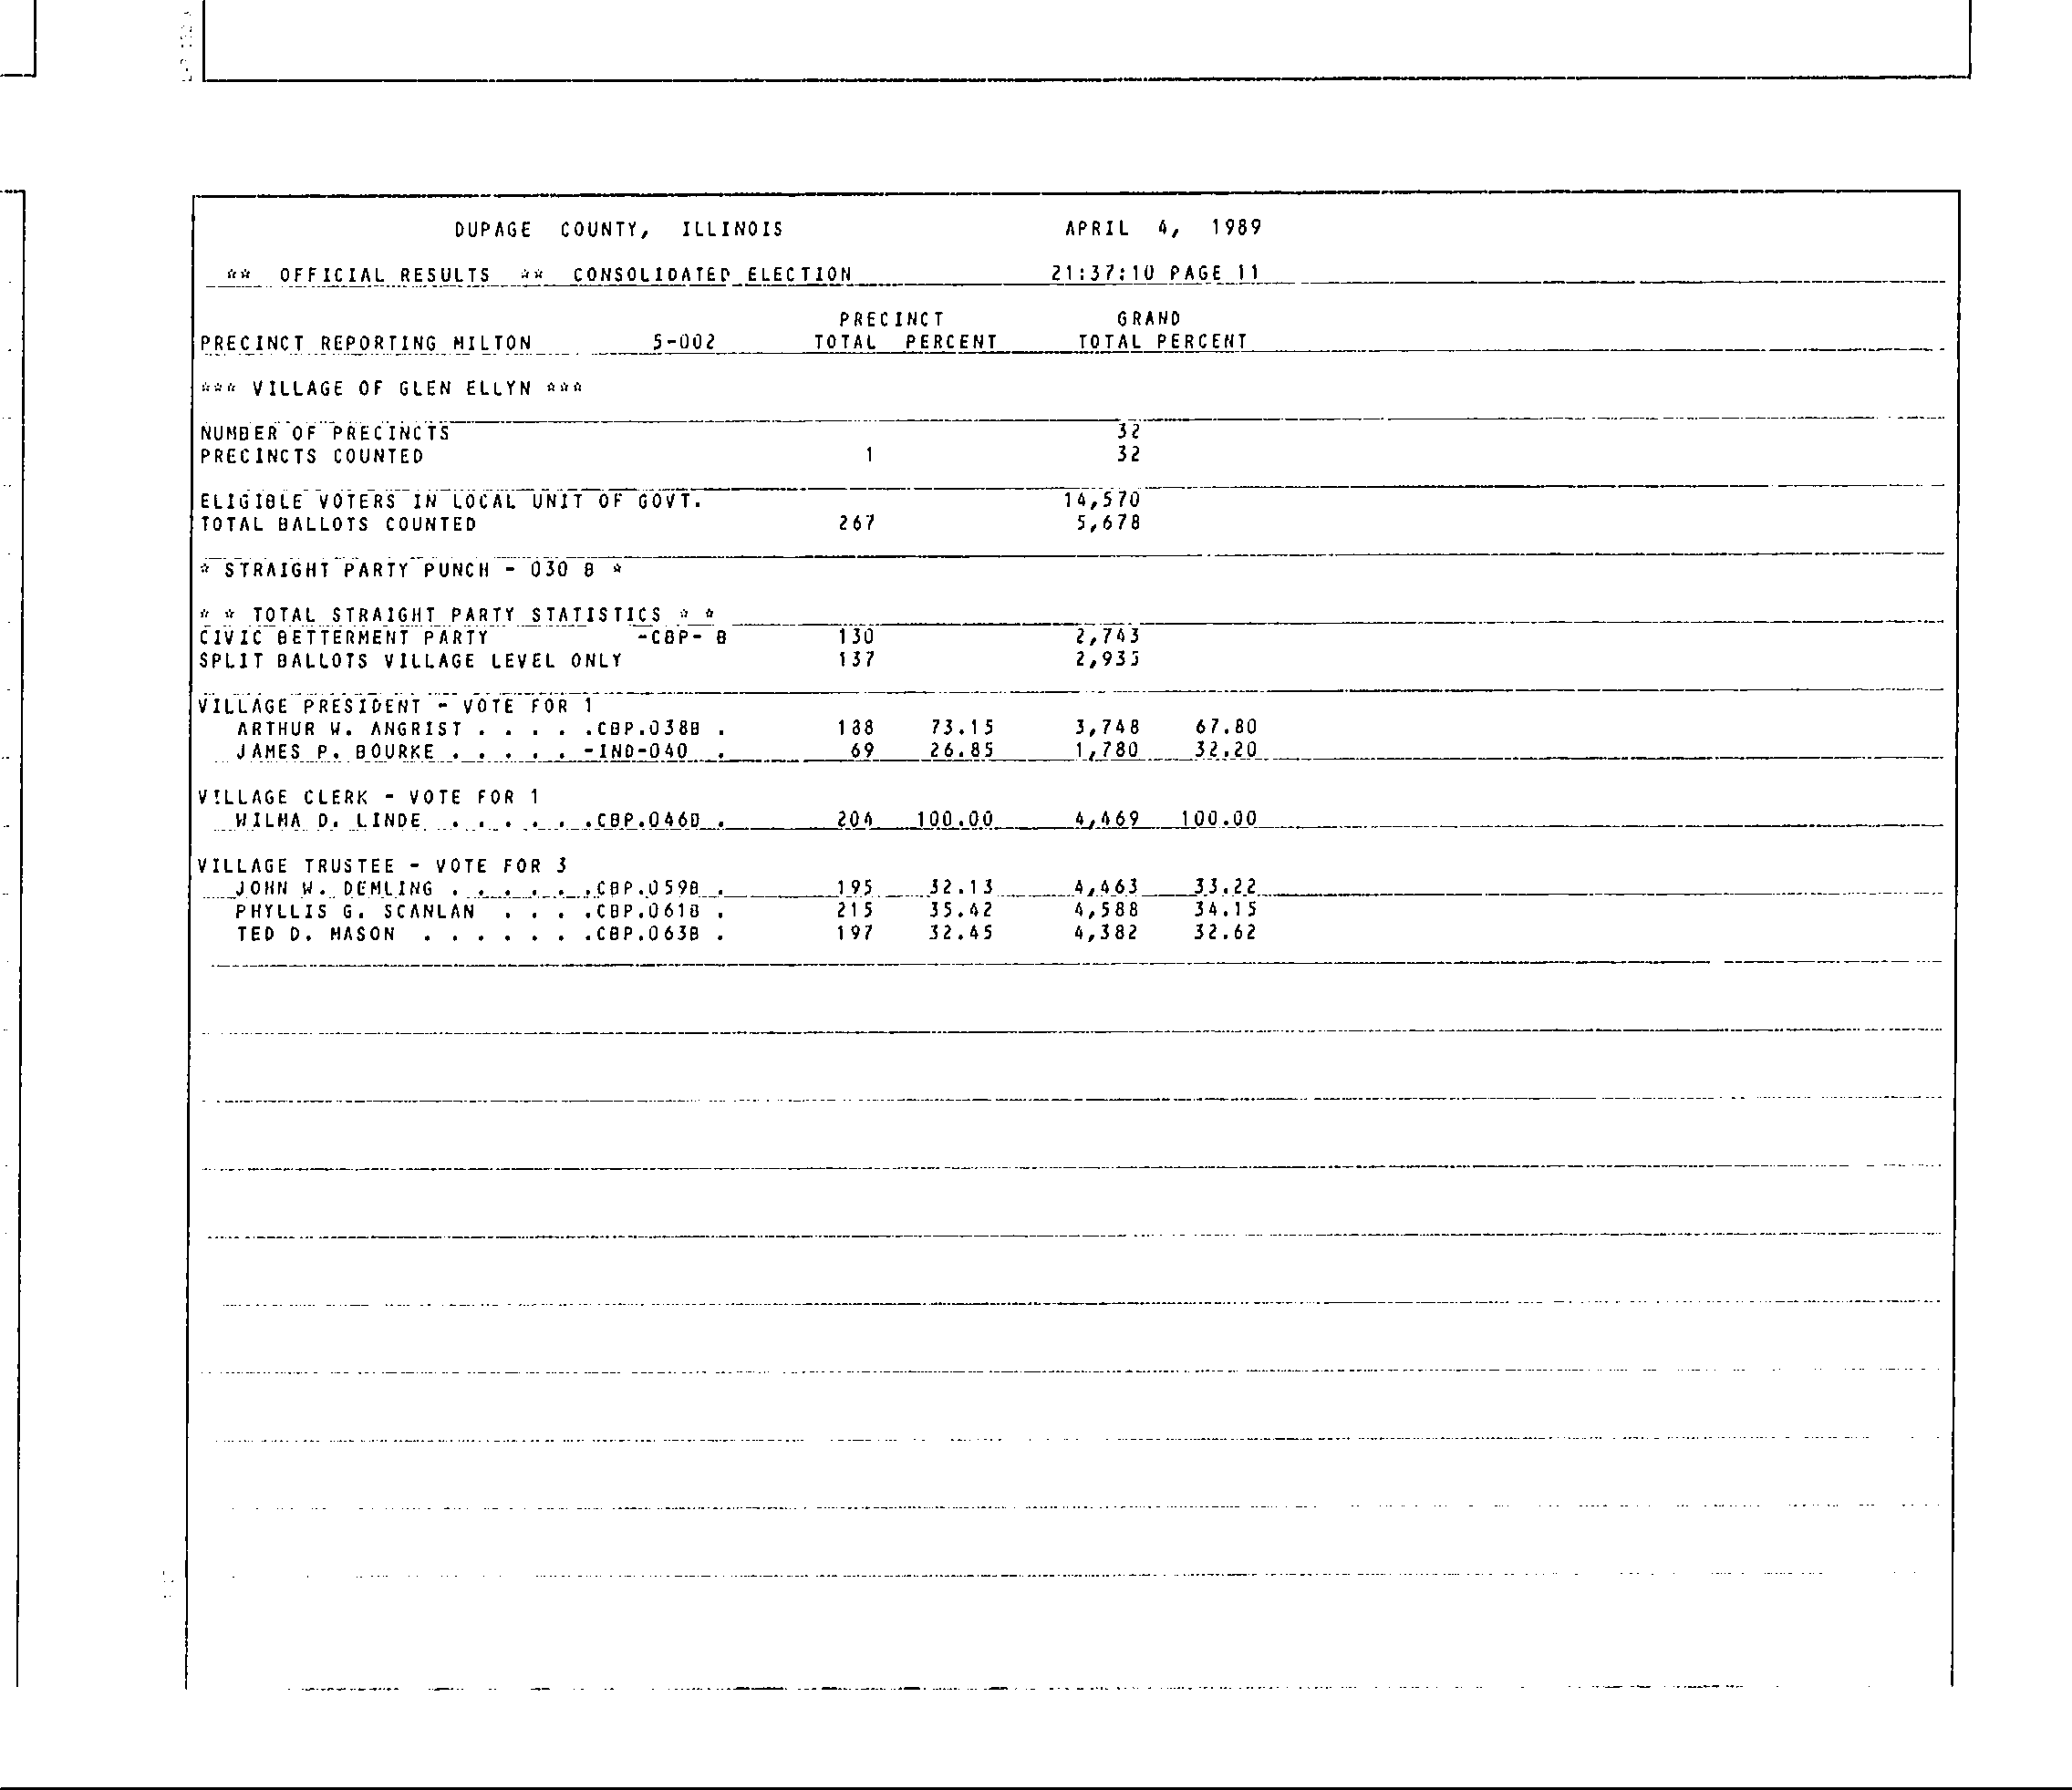 DUPAGE COUNTY, ILLINOIS APRIL 4, 1989
** OFFICIAL RESULTS ** CONSOLIDATED ELECTION 21:37:10 PAGE 11
PRECINCT GRAND
PRECINCT REPORTING MILTON 5-002 TOTAL PERCENT TOTAL PERCENT
*** VILLAGE OF GLEN ELLYN ***
NUMBER OF PRECINCTS 32
PRECINCTS COUNTED 1 32
ELIGIBLE VOTERS IN LOCAL UNIT OF GOVT. 14,570
TOTAL BALLOTS COUNTED 267 5,678
* STRAIGHT PARTY PUNCH - 030 B *
* * TOTAL STRAIGHT PARTY STATISTICS * *
CIVIC BETTERMENT PARTY -CBP- B 130 2,743
SPLIT BALLOTS VILLAGE LEVEL ONLY 137 2,935
VILLAGE PRESIDENT - VOTE FOR 1
ARTHUR W. ANGRIST . . . . .CBP.038B . 188 73.15 3,748 67.80
JAMES P. BOURKE . . . . . -IND-040 . 69 26.85 1,780 32.20
VILLAGE CLERK - VOTE FOR 1
WILMA D. LINDE . . . . . .CBP.046B . 204 100.00 4,469 100.00
VILLAGE TRUSTEE - VOTE FOR 3
JOHN W. DEMLING . . . . . .CBP.059B . 195 32.13 4,463 33.22
PHYLLIS G. SCANLAN . . . .CBP.061B . 215 35.42 4,588 34.15
TED D. MASON . . . . . . .CBP.063B . 197 32.45 4,382 32.62